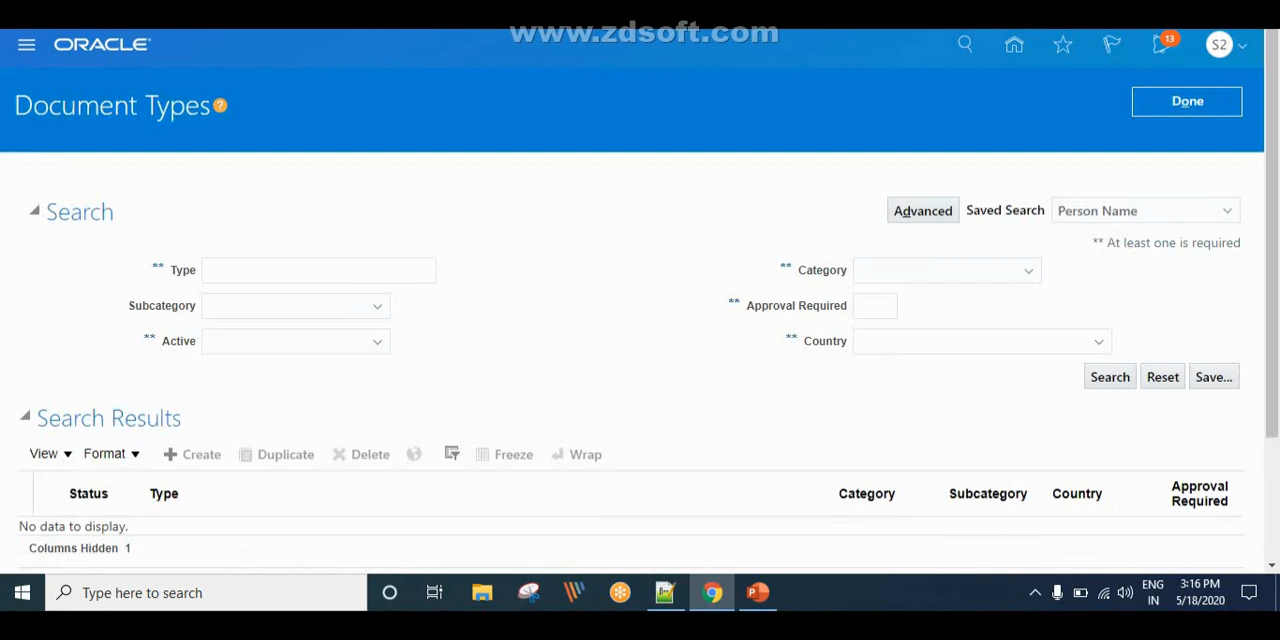 www.zdsoft.com
ORACLE
13
S2
Document Types
?
Done
Search
Advanced
Saved Search
Person Name
** At least one is required
** Type
** Category
Subcategory
** Approval Required
** Active
** Country
Search
Reset
Save...
Search Results
View
Format
Create
Duplicate
Delete
Freeze
Wrap
Status
Type
Category
Subcategory
Country
Approval
Required
No data to display.
Columns Hidden 1
Type here to search
P
ENG
IN
3:16 PM
5/18/2020